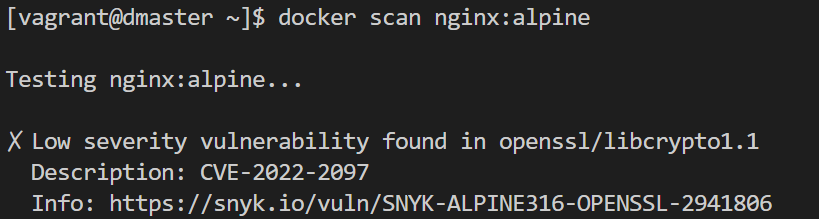 [vagrant@dmaster ~]$ docker scan nginx:alpine
Testing nginx:alpine...
✗ Low severity vulnerability found in openssl/libcrypto1.1
Description: CVE-2022-2097
Info: https://snyk.io/vuln/SNYK-ALPINE316-OPENSSL-2941806